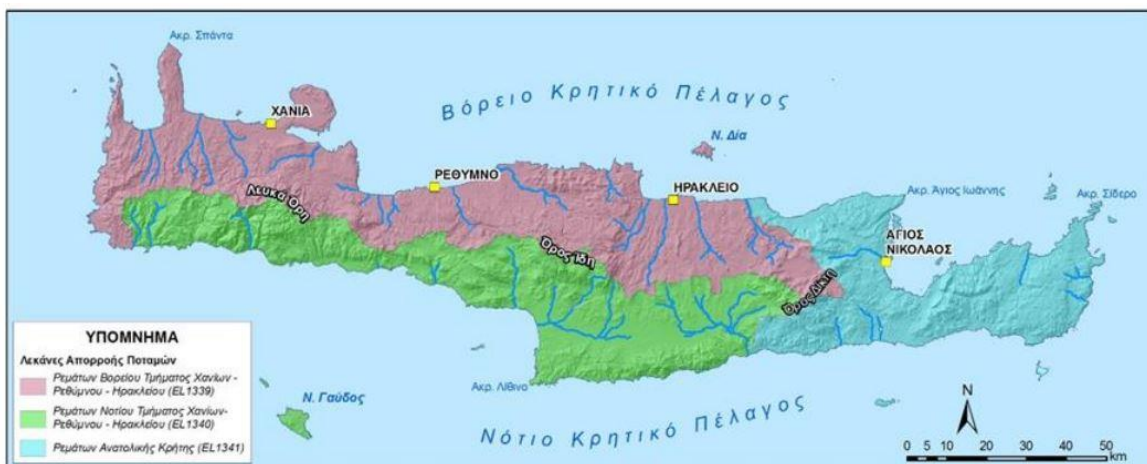 Ακρ. Σπάντα
ΧΑΝΙΑ
Βόρειο Κρητικό Πέλαγος
Ν. Δία
ΡΕΘΥΜΝΟ
ΗΡΑΚΛΕΙΟ
Ακρ. Άγιος Ιωάννης
Ακρ. Σίδερο
Λευκά Όρη
ΑΓΙΟΣ
ΝΙΚΟΛΑΟΣ
Όρος Ίδη
Όρος Δίκτη
ΥΠΟΜΝΗΜΑ
Λεκάνες Απορροής Ποταμών
Ρεμάτων Βορείου Τμήματος Χανίων -
Ρεθύμνου - Ηρακλείου (EL1339)
Ρεμάτων Νοτίου Τμήματος Χανίων-
Ρεθύμνου - Ηρακλείου (EL1340)
Ρεμάτων Ανατολικής Κρήτης (EL1341)
Ν. Γαύδος
Ακρ. Λίθινο
Νότιο Κρητικό Πέλαγος
N
0 5 10 20 30 40 50
km